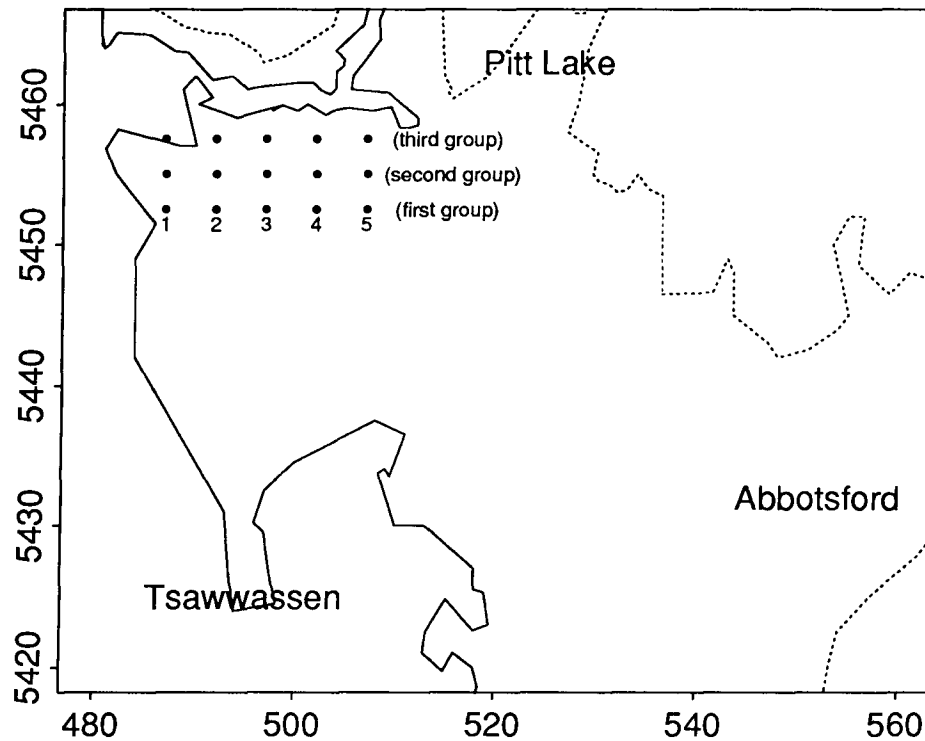 Pitt Lake
(third group)
(second group)
(first group)
1 2 3 4 5
Abbotsford
Tsawwassen
5460
5450
5440
5430
5420
480 500 520 540 560